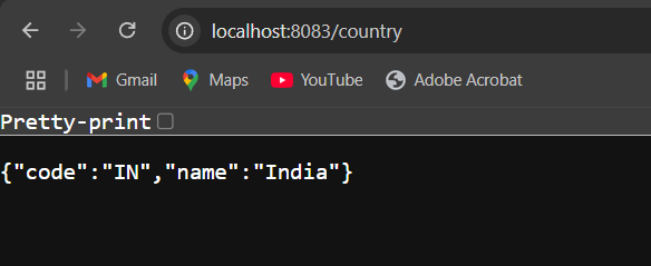 localhost:8083/country
Gmail Maps YouTube Adobe Acrobat
Pretty-print
{"code":"IN","name":"India"}